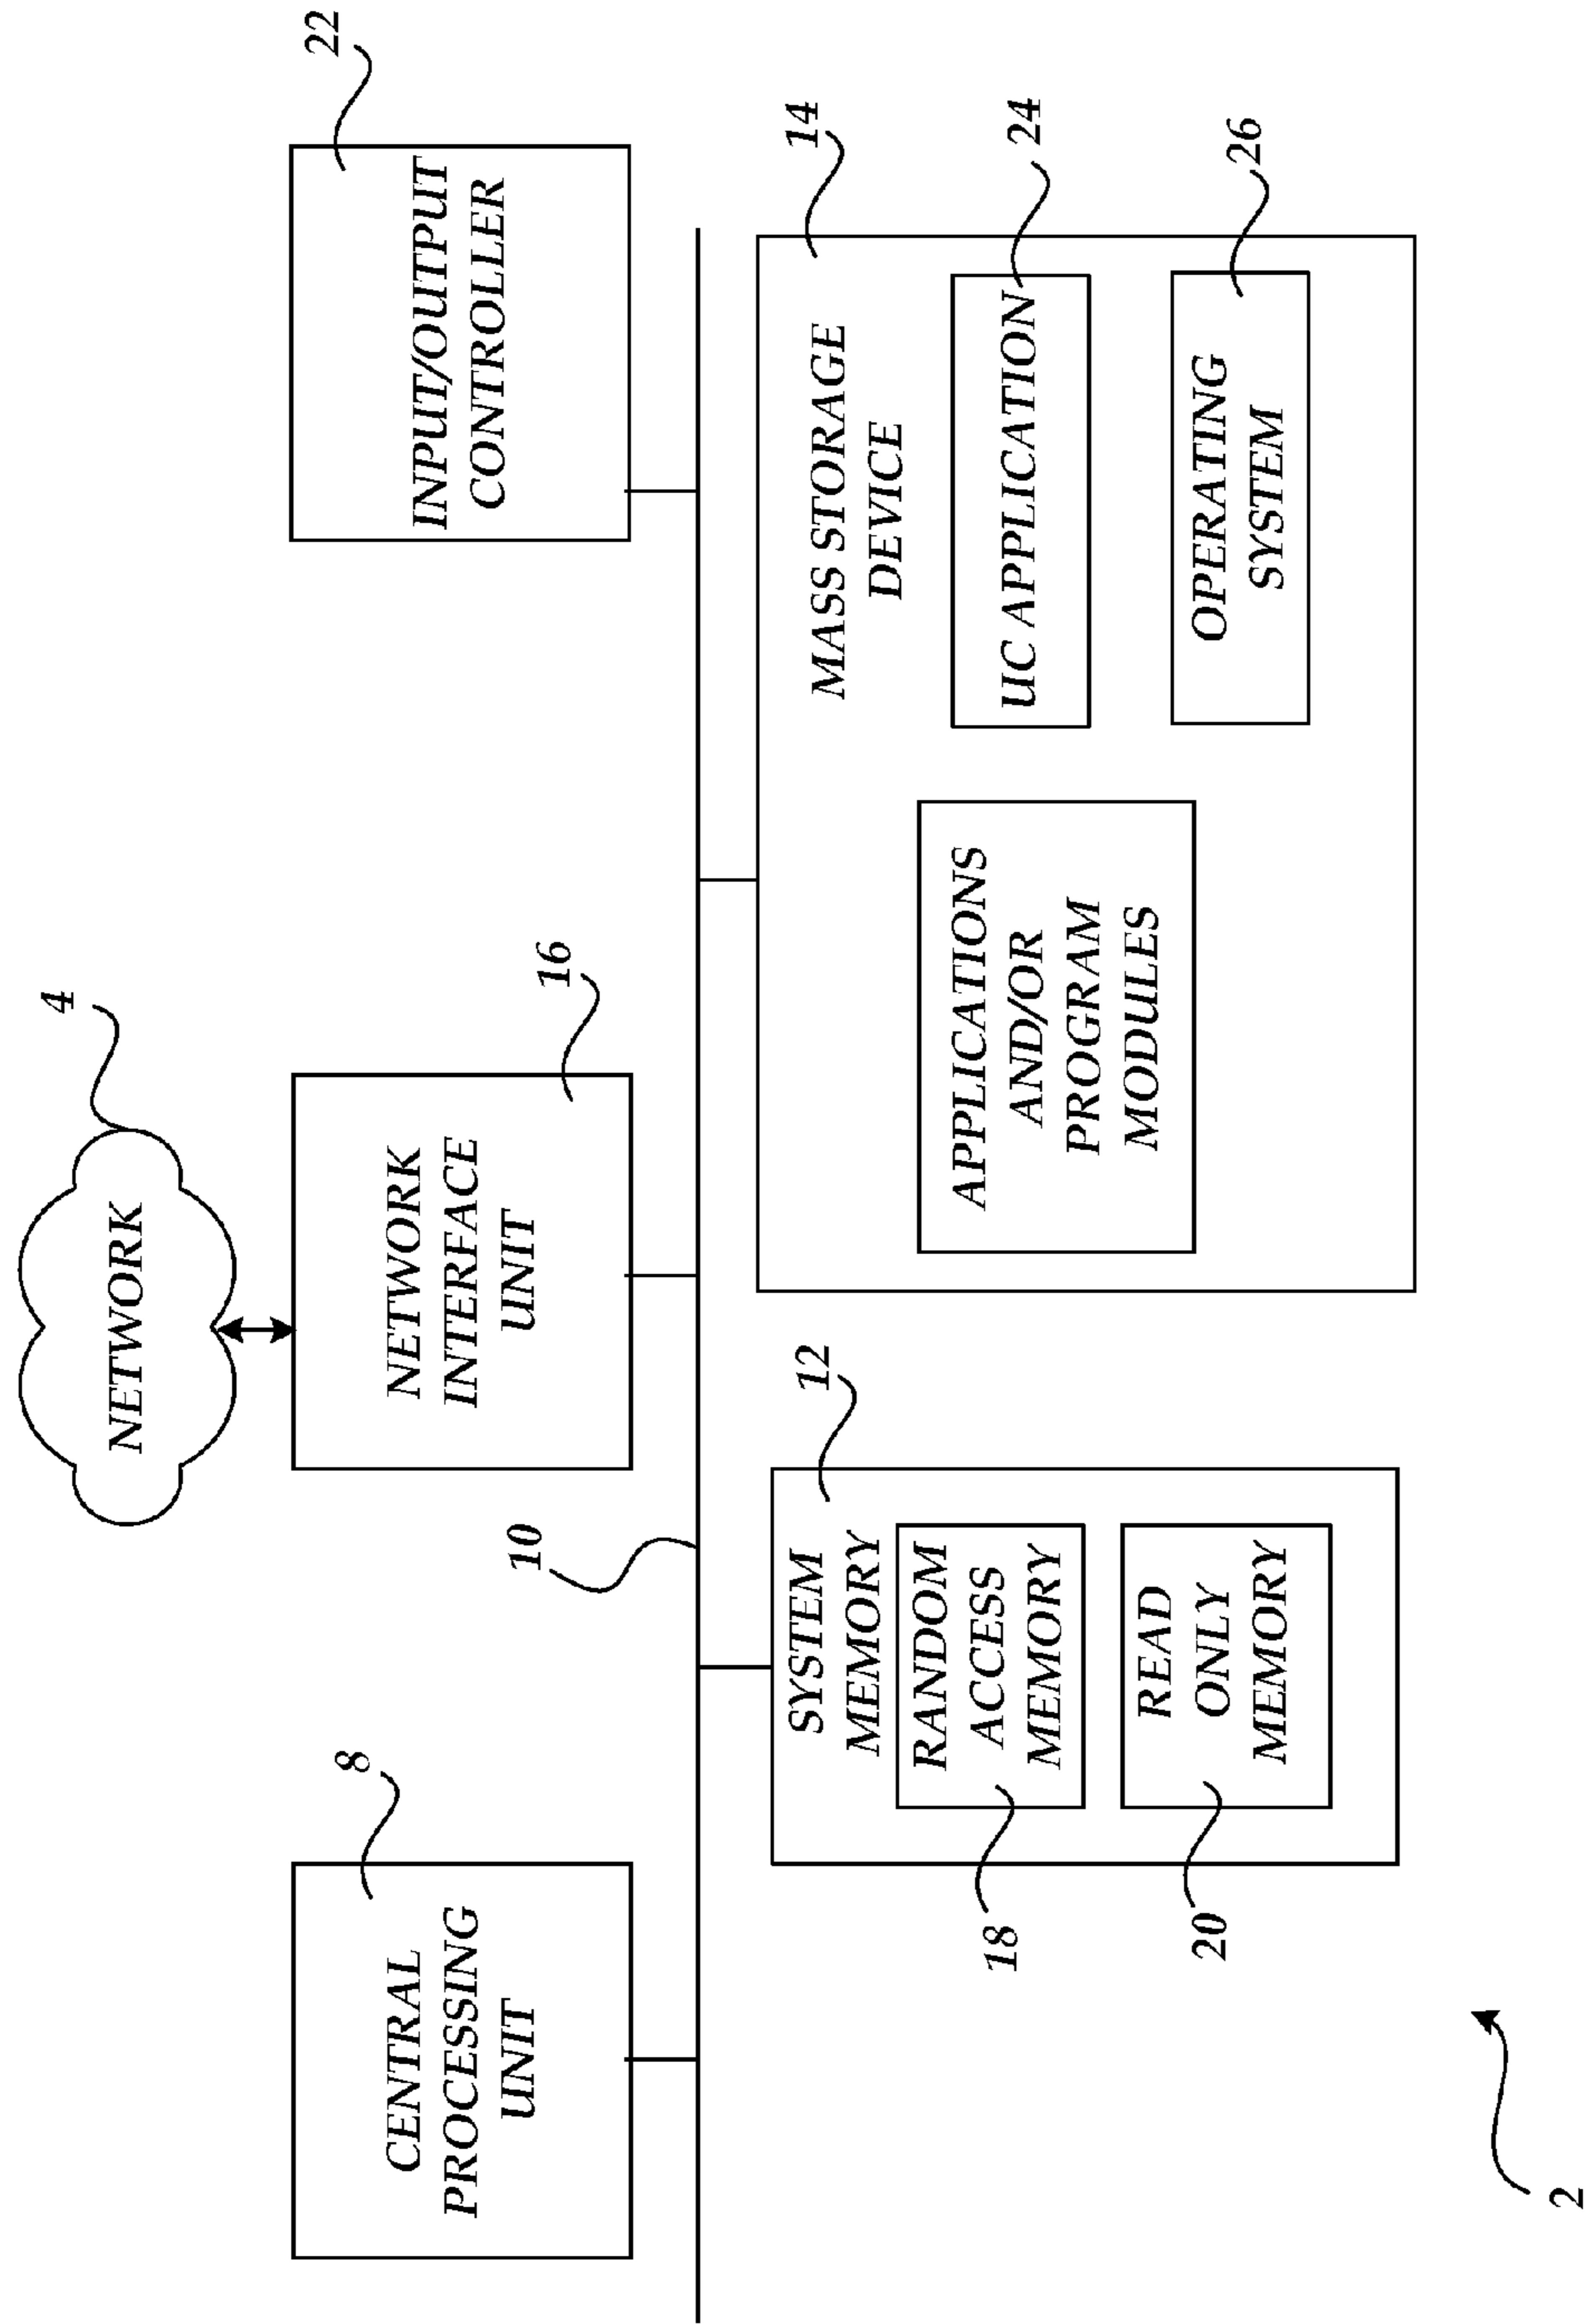 NETWORK
4
CENTRAL
PROCESSING
UNIT
8
NETWORK
INTERFACE
UNIT
16
INPUT/OUTPUT
CONTROLLER
22
10
SYSTEM
MEMORY
12
RANDOM
ACCESS
MEMORY
18
READ
ONLY
MEMORY
20
MASS STORAGE
DEVICE
14
APPLICATIONS
AND/OR
PROGRAM
MODULES
UC APPLICATION
24
OPERATING
SYSTEM
26
2